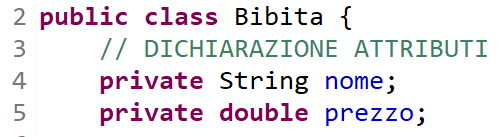 2 public class Bibita {
3 // DICHIARAZIONE ATTRIBUTI
4 private String nome;
5 private double prezzo;